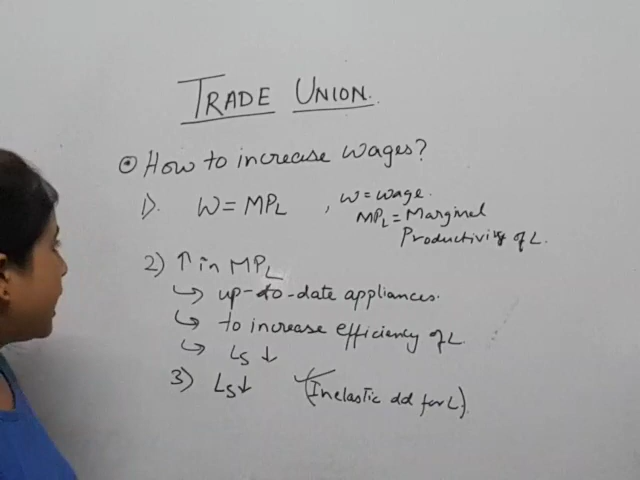 TRADE UNION.
⊙ How to increase wages?
1). W = MPL , W = wage.
MPL = Marginal
Productivity of L.
2) ↑ in MPL
↳ up-to-date appliances.
↳ to increase efficiency of L.
↳ LS ↓
3) LS↓ ✓(Inelastic dd for L).